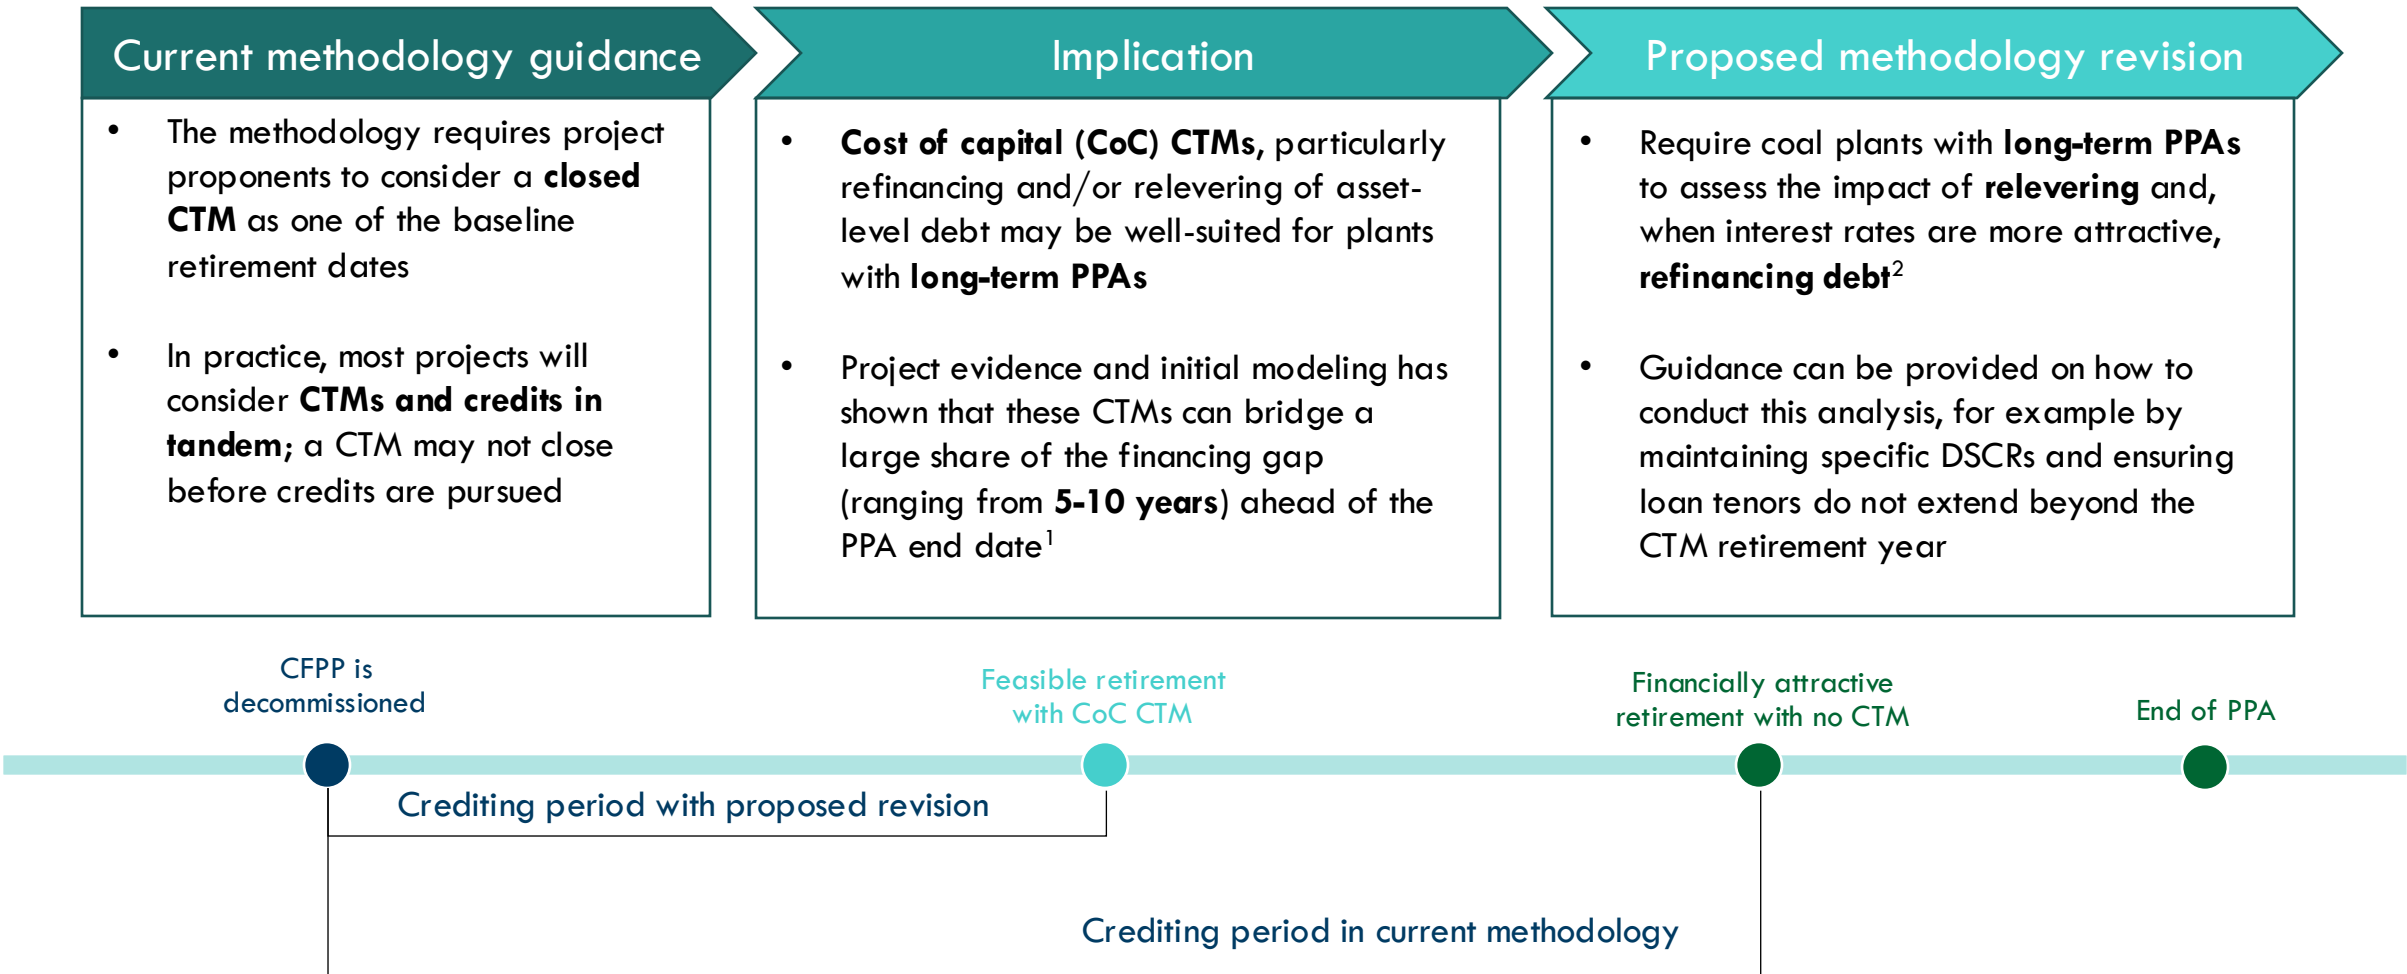 Current methodology guidance
• The methodology requires project
proponents to consider a closed
CTM as one of the baseline
retirement dates
• In practice, most projects will
consider CTMs and credits in
tandem; a CTM may not close
before credits are pursued
Implication
• Cost of capital (CoC) CTMs, particularly
refinancing and/or relevering of asset-
level debt may be well-suited for plants
with long-term PPAs
• Project evidence and initial modeling has
shown that these CTMs can bridge a
large share of the financing gap
(ranging from 5-10 years) ahead of the
PPA end date¹
Proposed methodology revision
• Require coal plants with long-term PPAs
to assess the impact of relevering and,
when interest rates are more attractive,
refinancing debt²
• Guidance can be provided on how to
conduct this analysis, for example by
maintaining specific DSCRs and ensuring
loan tenors do not extend beyond the
CTM retirement year
CFPP is
decommissioned
Feasible retirement
with CoC CTM
Financially attractive
retirement with no CTM
End of PPA
Crediting period with proposed revision
Crediting period in current methodology